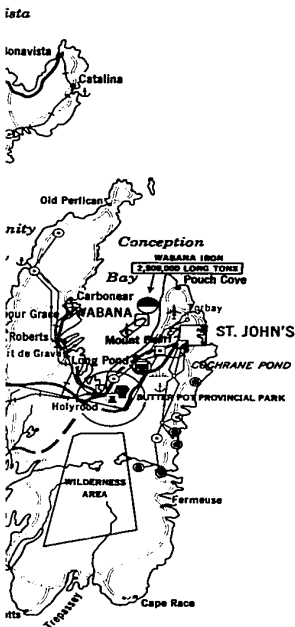 ista
onavista
Catalina
Old Perlican
nity
Conception
Bay
WABANA IRON
2,500,000 LONG TONS
Pouch Cove
Carbonear
our Grace
WABANA
Torbay
Roberts
Mount Pearl
ST. JOHN'S
t de Grave
Long Pond
COCHRANE POND
Holyrood
BUTTER POT PROVINCIAL PARK
WILDERNESS
AREA
Fermeuse
Trepassey
Cape Race